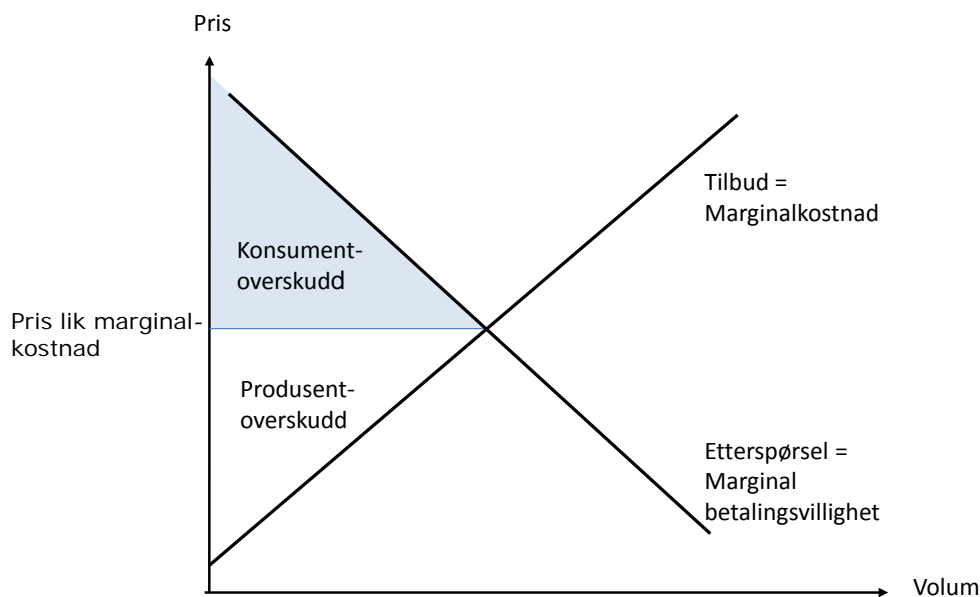 Pris
Tilbud =
Marginalkostnad
Konsument-
overskudd
Pris lik marginal-
kostnad
Produsent-
overskudd
Etterspørsel =
Marginal
betalingsvillighet
Volum